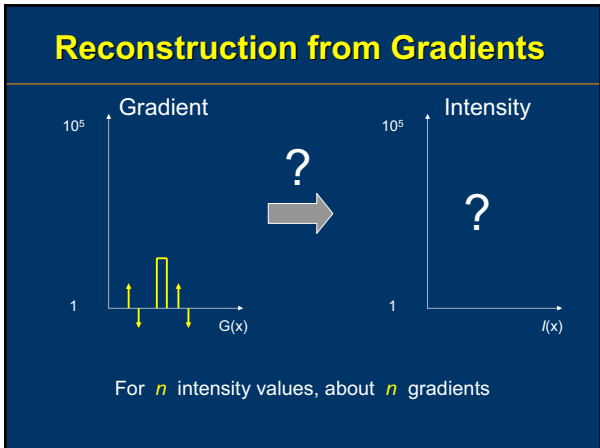 Reconstruction from Gradients
Gradient
10⁵
1
G(x)
?
Intensity
10⁵
?
1
I(x)
For n intensity values, about n gradients